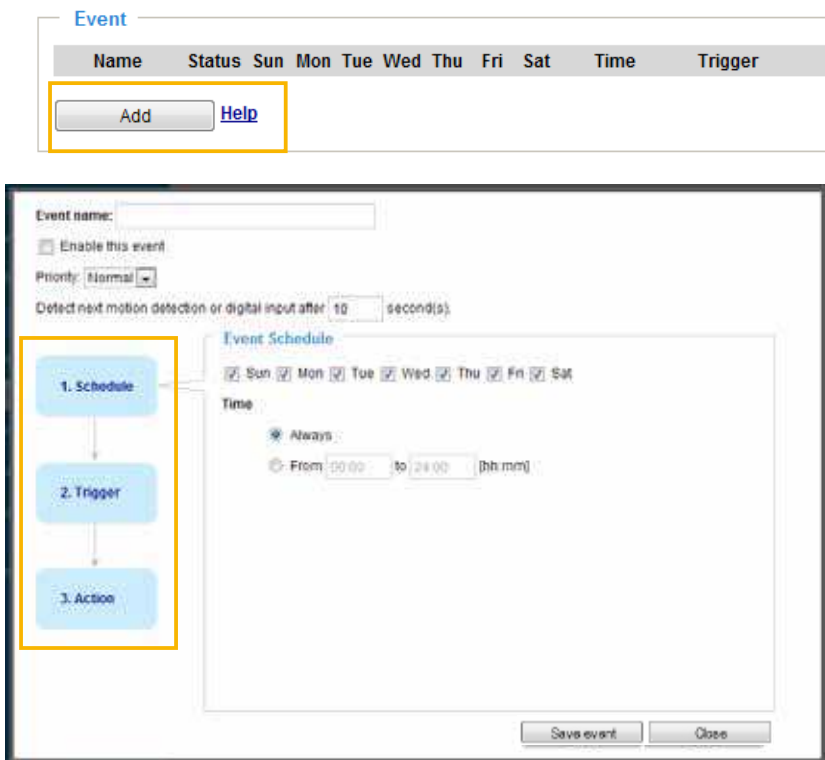 Event
Name Status Sun Mon Tue Wed Thu Fri Sat Time Trigger
Add Help
Event name:
Enable this event
Priority: Normal
Detect next motion detection or digital input after 10 second(s).
Event Schedule
1. Schedule
Sun Mon Tue Wed Thu Fri Sat
Time
Always
From 00:00 to 24:00 [hh:mm]
2. Trigger
3. Action
Save event Close